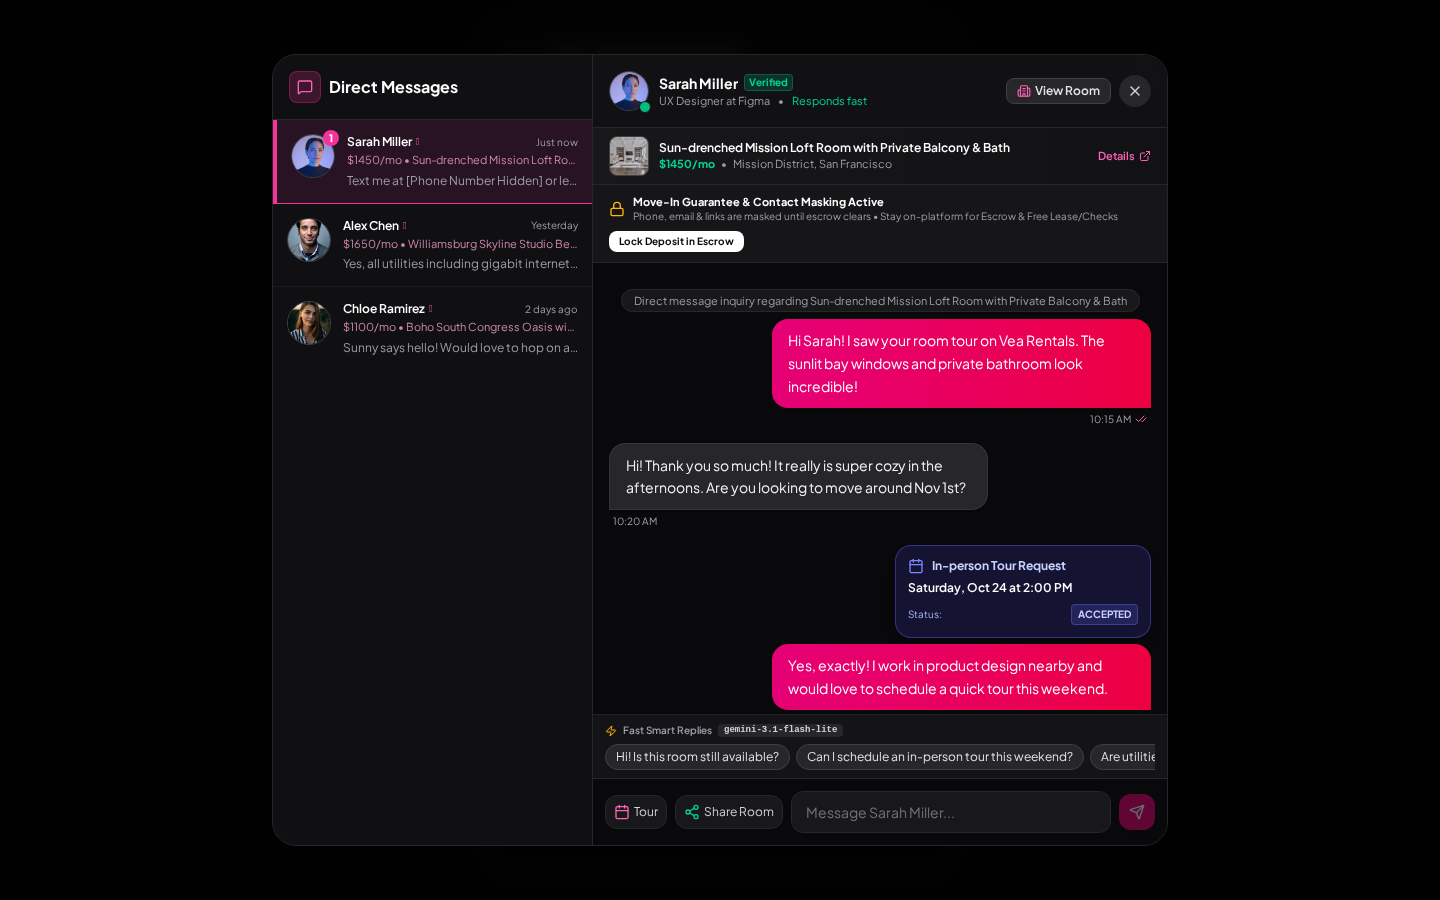 Direct Messages
1
Sarah Miller
Just now
$1450/mo • Sun-drenched Mission Loft Ro...
Text me at [Phone Number Hidden] or le...
Alex Chen
Yesterday
$1650/mo • Williamsburg Skyline Studio Be...
Yes, all utilities including gigabit internet...
Chloe Ramirez
2 days ago
$1100/mo • Boho South Congress Oasis wi...
Sunny says hello! Would love to hop on a...
Sarah Miller Verified
UX Designer at Figma • Responds fast
View Room
Sun-drenched Mission Loft Room with Private Balcony & Bath
$1450/mo • Mission District, San Francisco
Details
Move-In Guarantee & Contact Masking Active
Phone, email & links are masked until escrow clears • Stay on-platform for Escrow & Free Lease/Checks
Lock Deposit in Escrow
Direct message inquiry regarding Sun-drenched Mission Loft Room with Private Balcony & Bath
Hi Sarah! I saw your room tour on Vea Rentals. The
sunlit bay windows and private bathroom look
incredible!
10:15 AM
Hi! Thank you so much! It really is super cozy in the
afternoons. Are you looking to move around Nov 1st?
10:20 AM
In-person Tour Request
Saturday, Oct 24 at 2:00 PM
Status:
ACCEPTED
Yes, exactly! I work in product design nearby and
would love to schedule a quick tour this weekend.
Fast Smart Replies gemini-3.1-flash-lite
Hi! Is this room still available?
Can I schedule an in-person tour this weekend?
Are utilitie
Tour
Share Room
Message Sarah Miller...